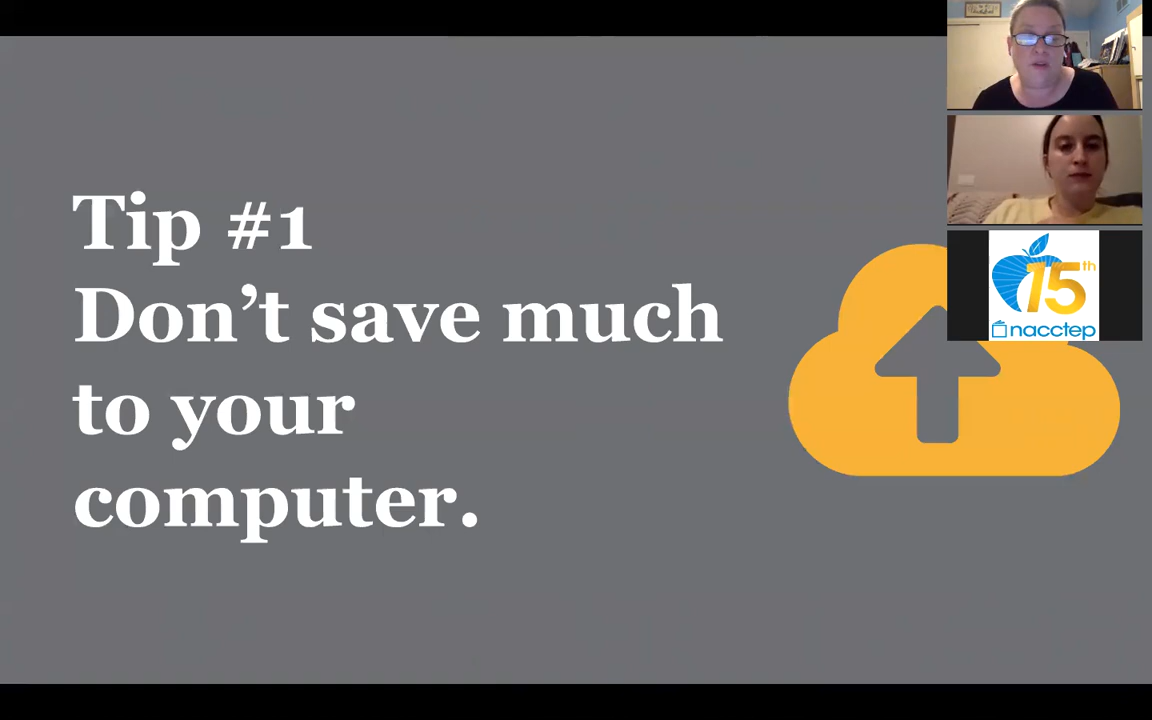 Tip #1
Don’t save much
to your
computer.
15th
nacctep